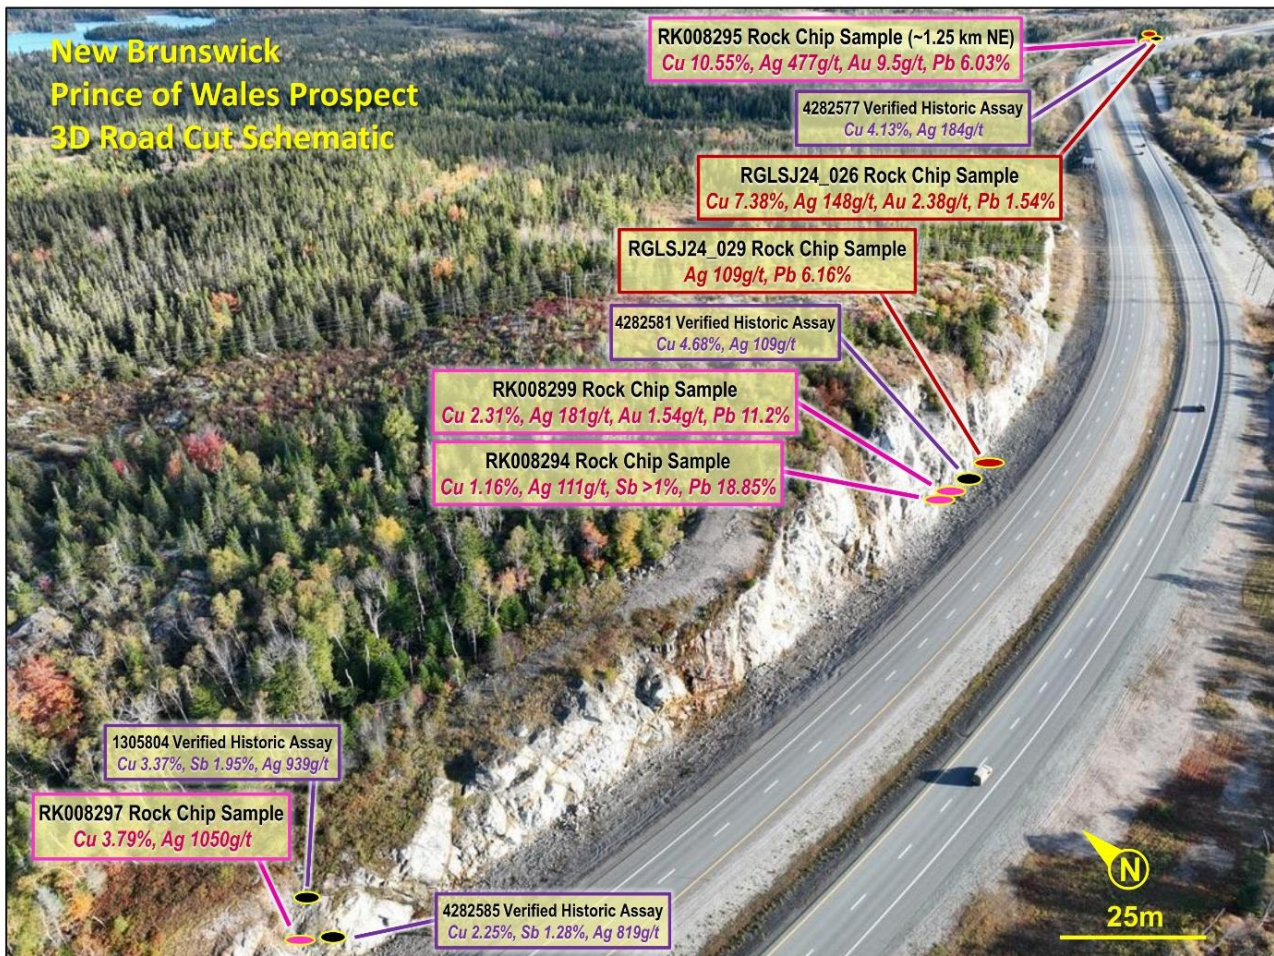 New Brunswick
Prince of Wales Prospect
3D Road Cut Schematic
RK008295 Rock Chip Sample (~1.25 km NE)
Cu 10.55%, Ag 477g/t, Au 9.5g/t, Pb 6.03%
4282577 Verified Historic Assay
Cu 4.13%, Ag 184g/t
RGLSJ24_026 Rock Chip Sample
Cu 7.38%, Ag 148g/t, Au 2.38g/t, Pb 1.54%
RGLSJ24_029 Rock Chip Sample
Ag 109g/t, Pb 6.16%
4282581 Verified Historic Assay
Cu 4.68%, Ag 109g/t
RK008299 Rock Chip Sample
Cu 2.31%, Ag 181g/t, Au 1.54g/t, Pb 11.2%
RK008294 Rock Chip Sample
Cu 1.16%, Ag 111g/t, Sb >1%, Pb 18.85%
1305804 Verified Historic Assay
Cu 3.37%, Sb 1.95%, Ag 939g/t
RK008297 Rock Chip Sample
Cu 3.79%, Ag 1050g/t
4282585 Verified Historic Assay
Cu 2.25%, Sb 1.28%, Ag 819g/t
N
25m